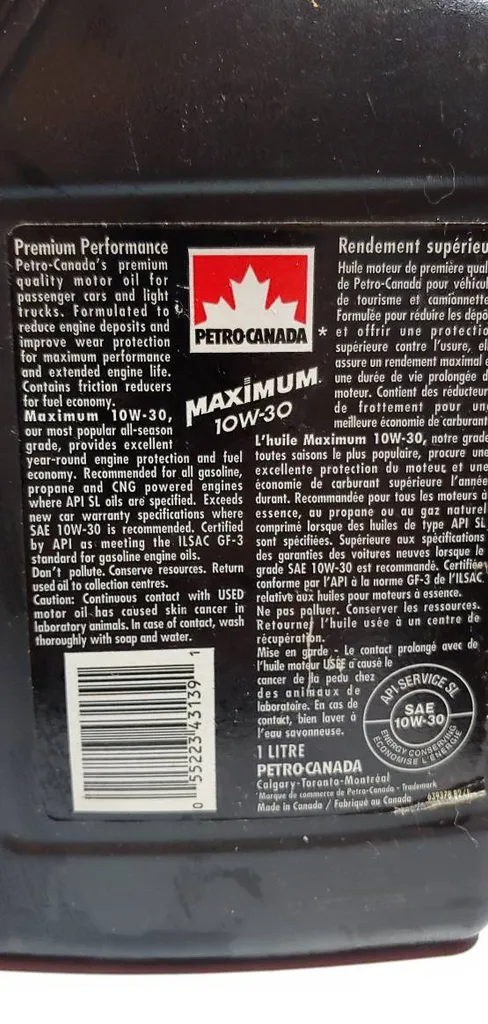 Premium Performance
Petro-Canada's premium
quality motor oil for
passenger cars and light
trucks. Formulated to
reduce engine deposits and
improve wear protection
for maximum performance
and extended engine life.
Contains friction reducers
for fuel economy.
Maximum 10W-30,
our most popular all-season
grade, provides excellent
year-round engine protection and fuel
economy. Recommended for all gasoline,
propane and CNG powered engines
where API SL oils are specified. Exceeds
new car warranty specifications where
SAE 10W-30 is recommended. Certified
by API as meeting the ILSAC GF-3
standard for gasoline engine oils.
Don't pollute. Conserve resources. Return
used oil to collection centres.
Caution: Continuous contact with USED
motor oil has caused skin cancer in
laboratory animals. In case of contact, wash
thoroughly with soap and water.
0 55223 43139 1
PETRO-CANADA *
MAXIMUM
10W-30
Rendement supérieu
Huile moteur de première qual
de Petro-Canada pour véhicul
de tourisme et camionnette
Formulée pour réduire les dépô
et offrir une protectio
supérieure contre l'usure, ell
assure un rendement maximal e
une durée de vie prolongée d
moteur. Contient des réducteur
de frottement pour un
meilleure économie de carburant
L'huile Maximum 10W-30, notre grade
toutes saisons le plus populaire, procure une
excellente protection du moteur et une
économie de carburant supérieure l'année
durant. Recommandée pour tous les moteurs à
essence, au propane ou au gaz naturel
comprimé lorsque des huiles de type API SL
sont spécifiées. Supérieure aux spécifications
des garanties des voitures neuves lorsque le
grade SAE 10W-30 est recommandé. Certifiée
conforme par l'API à la norme GF-3 de l'ILSAC
relative aux huiles pour moteurs à essence.
Ne pas polluer. Conserver les ressources.
Retourner l'huile usée à un centre de
récupération.
Mise en garde - Le contact prolongé avec de
l'huile moteur USÉE a causé le
cancer de la peau chez
des animaux de
laboratoire. En cas de
contact, bien laver à
l'eau savonneuse.
API SERVICE SL
SAE
10W-30
ENERGY CONSERVING
ÉCONOMISE L'ÉNERGIE
1 LITRE
PETRO-CANADA
Calgary-Toronto-Montréal
*Marque de commerce de Petro-Canada - Trademark
Made in Canada / Fabriqué au Canada